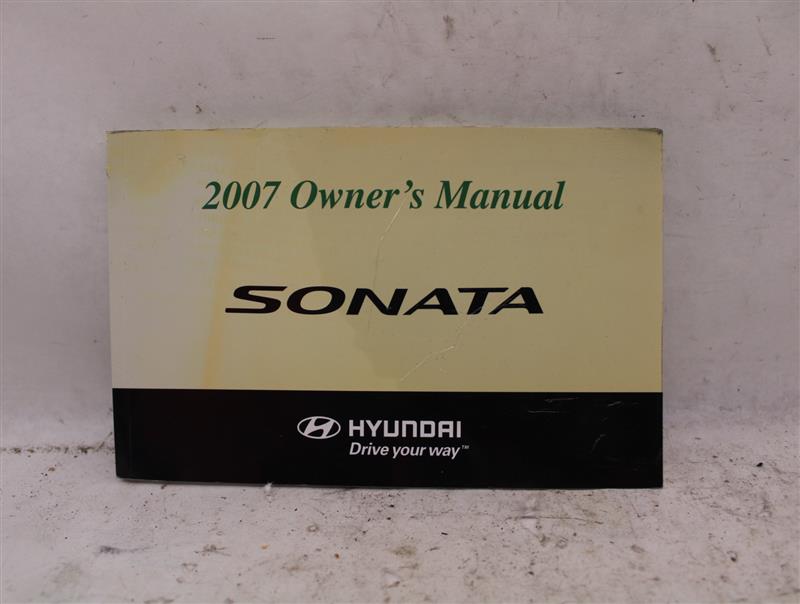 2007 Owner's Manual
SONATA
HYUNDAI
Drive your way™